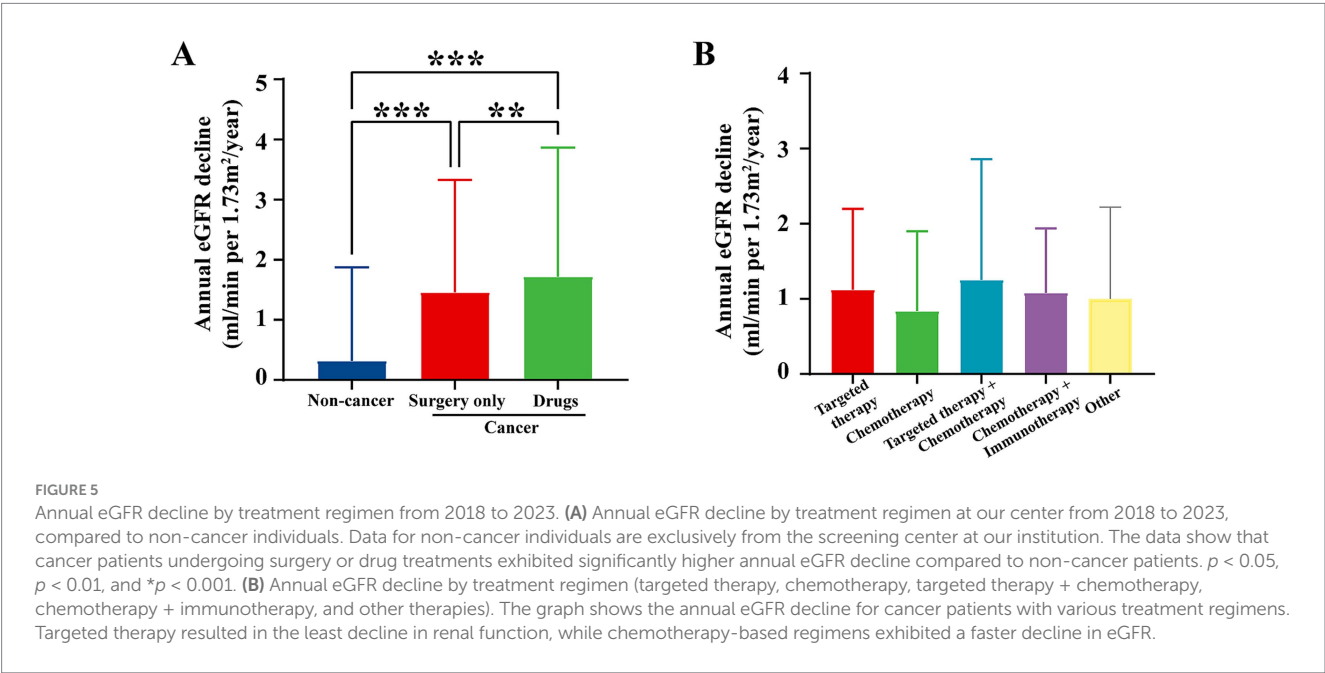 A
Annual eGFR decline
(ml/min per 1.73m²/year)
5
4
3
2
1
0
***
***
**
Non-cancer
Surgery only
Drugs
Cancer
B
Annual eGFR decline
(ml/min per 1.73m²/year)
4
3
2
1
0
Targeted
therapy
Chemotherapy
Targeted therapy +
Chemotherapy
Chemotherapy +
Immunotherapy
Other
FIGURE 5
Annual eGFR decline by treatment regimen from 2018 to 2023. (A) Annual eGFR decline by treatment regimen at our center from 2018 to 2023,
compared to non-cancer individuals. Data for non-cancer individuals are exclusively from the screening center at our institution. The data show that
cancer patients undergoing surgery or drug treatments exhibited significantly higher annual eGFR decline compared to non-cancer patients. p < 0.05,
p < 0.01, and *p < 0.001. (B) Annual eGFR decline by treatment regimen (targeted therapy, chemotherapy, targeted therapy + chemotherapy,
chemotherapy + immunotherapy, and other therapies). The graph shows the annual eGFR decline for cancer patients with various treatment regimens.
Targeted therapy resulted in the least decline in renal function, while chemotherapy-based regimens exhibited a faster decline in eGFR.